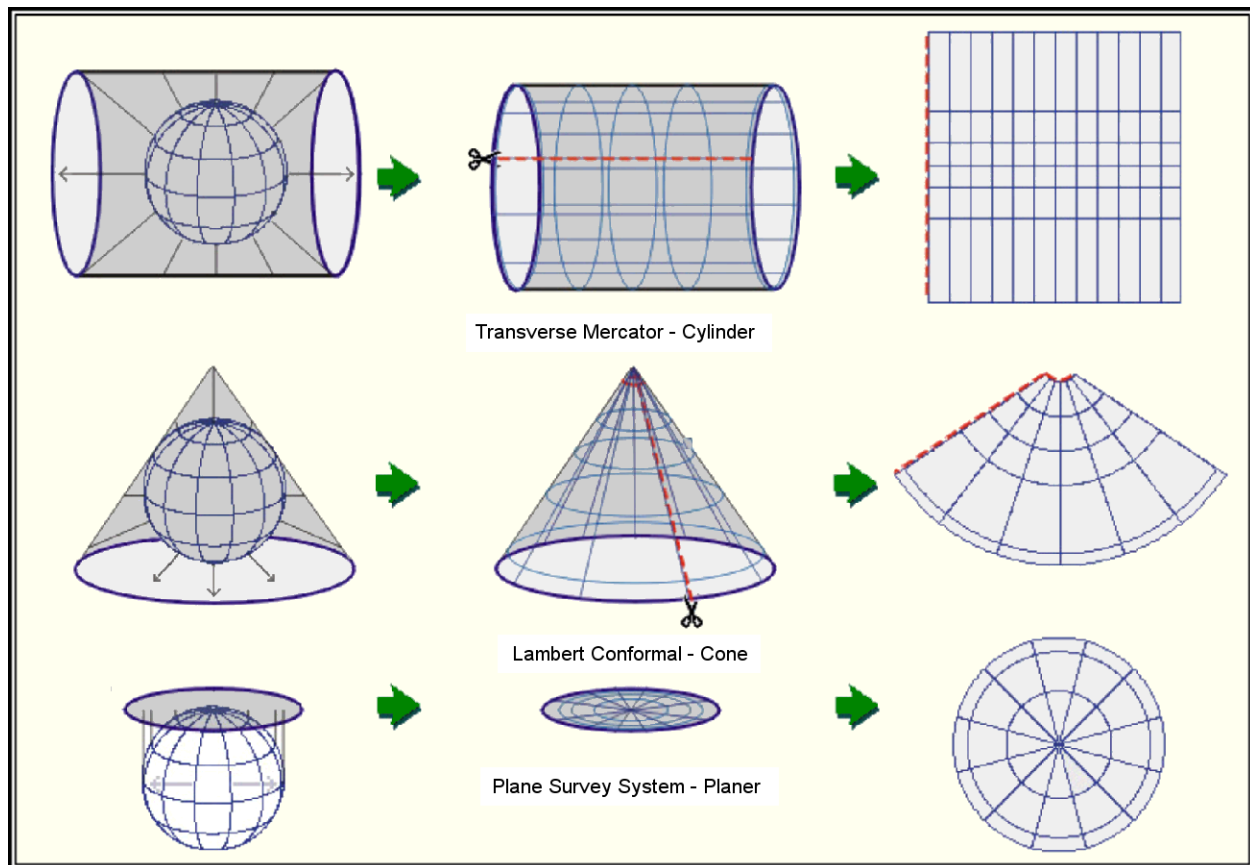 Transverse Mercator - Cylinder
Lambert Conformal - Cone
Plane Survey System - Planer